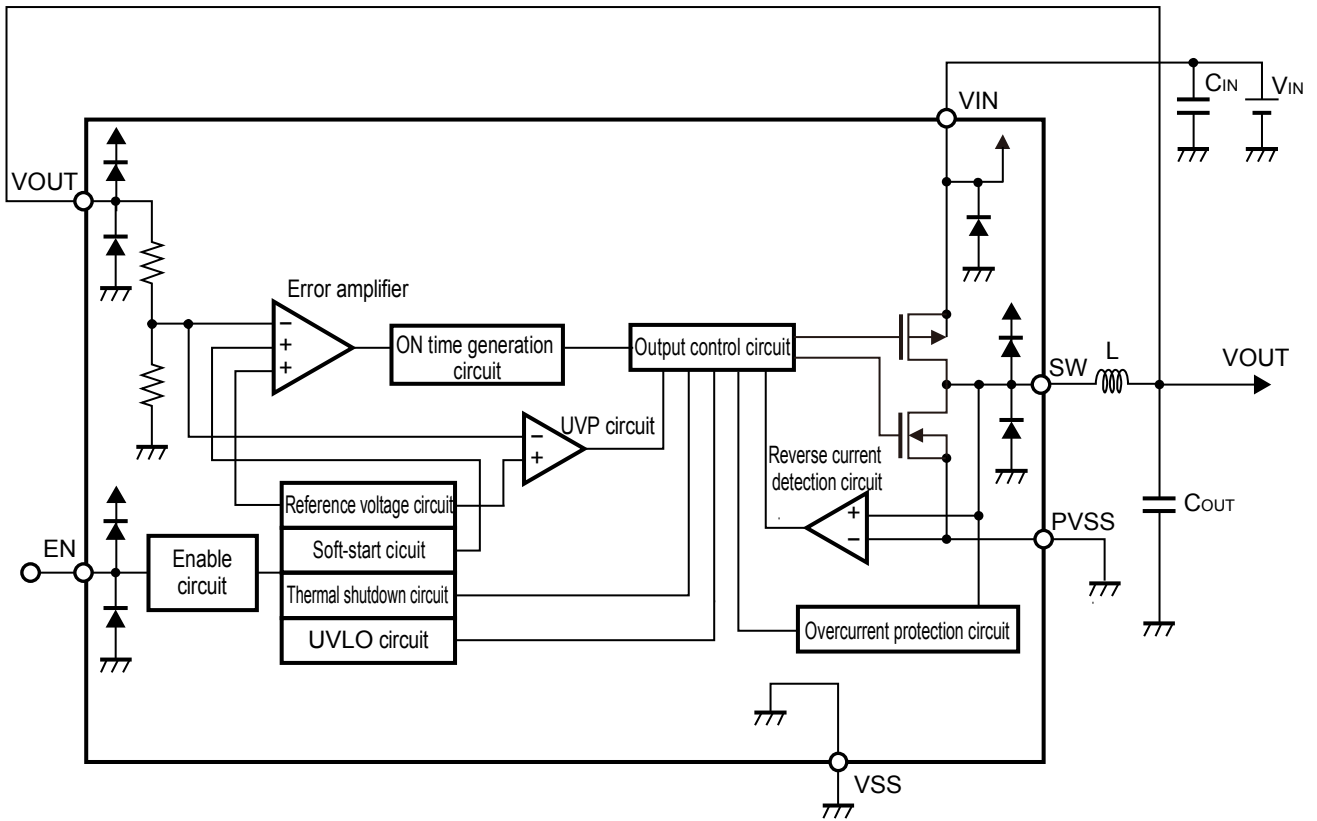 CIN
VIN
VIN
VOUT
Error amplifier
−
+
+
ON time generation
circuit
Output control circuit
SW
L
VOUT
UVP circuit
−
+
Reverse current
detection circuit
+
−
Reference voltage circuit
Soft-start cicuit
Thermal shutdown circuit
UVLO circuit
EN
Enable
circuit
COUT
PVSS
Overcurrent protection circuit
VSS